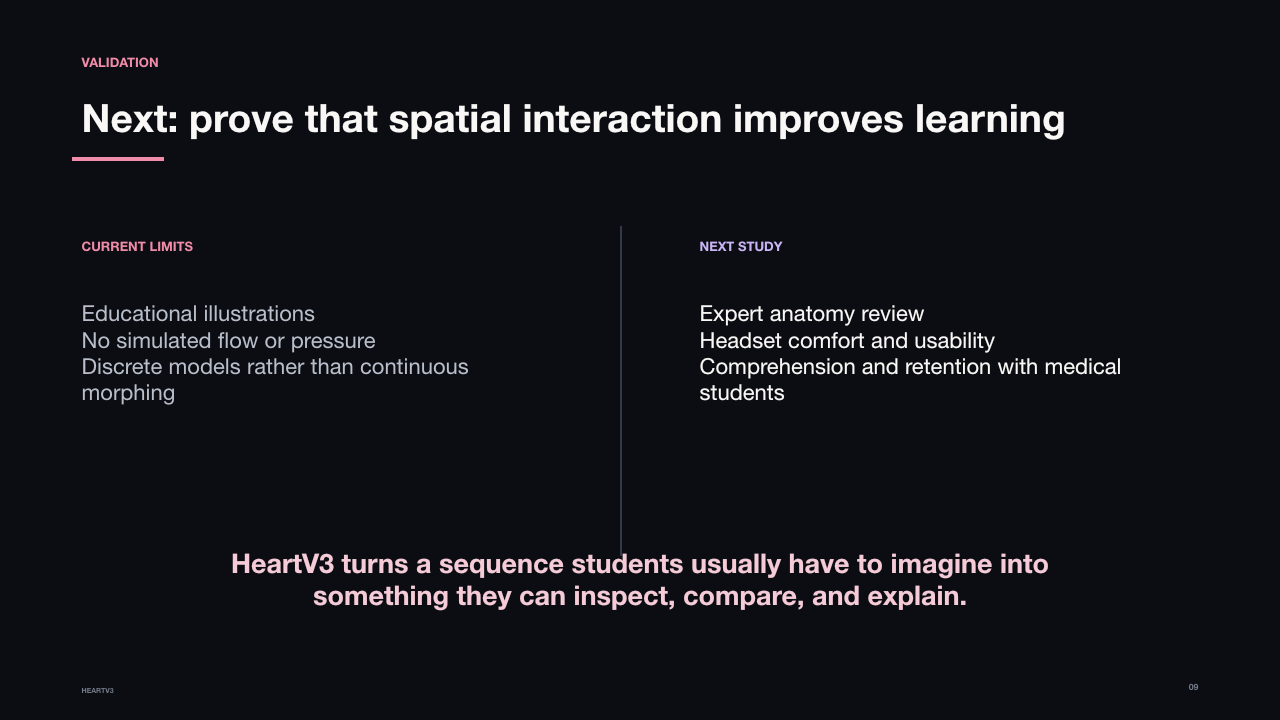 VALIDATION
Next: prove that spatial interaction improves learning
CURRENT LIMITS
Educational illustrations
No simulated flow or pressure
Discrete models rather than continuous
morphing
NEXT STUDY
Expert anatomy review
Headset comfort and usability
Comprehension and retention with medical
students
HeartV3 turns a sequence students usually have to imagine into
something they can inspect, compare, and explain.
HEARTV3
09